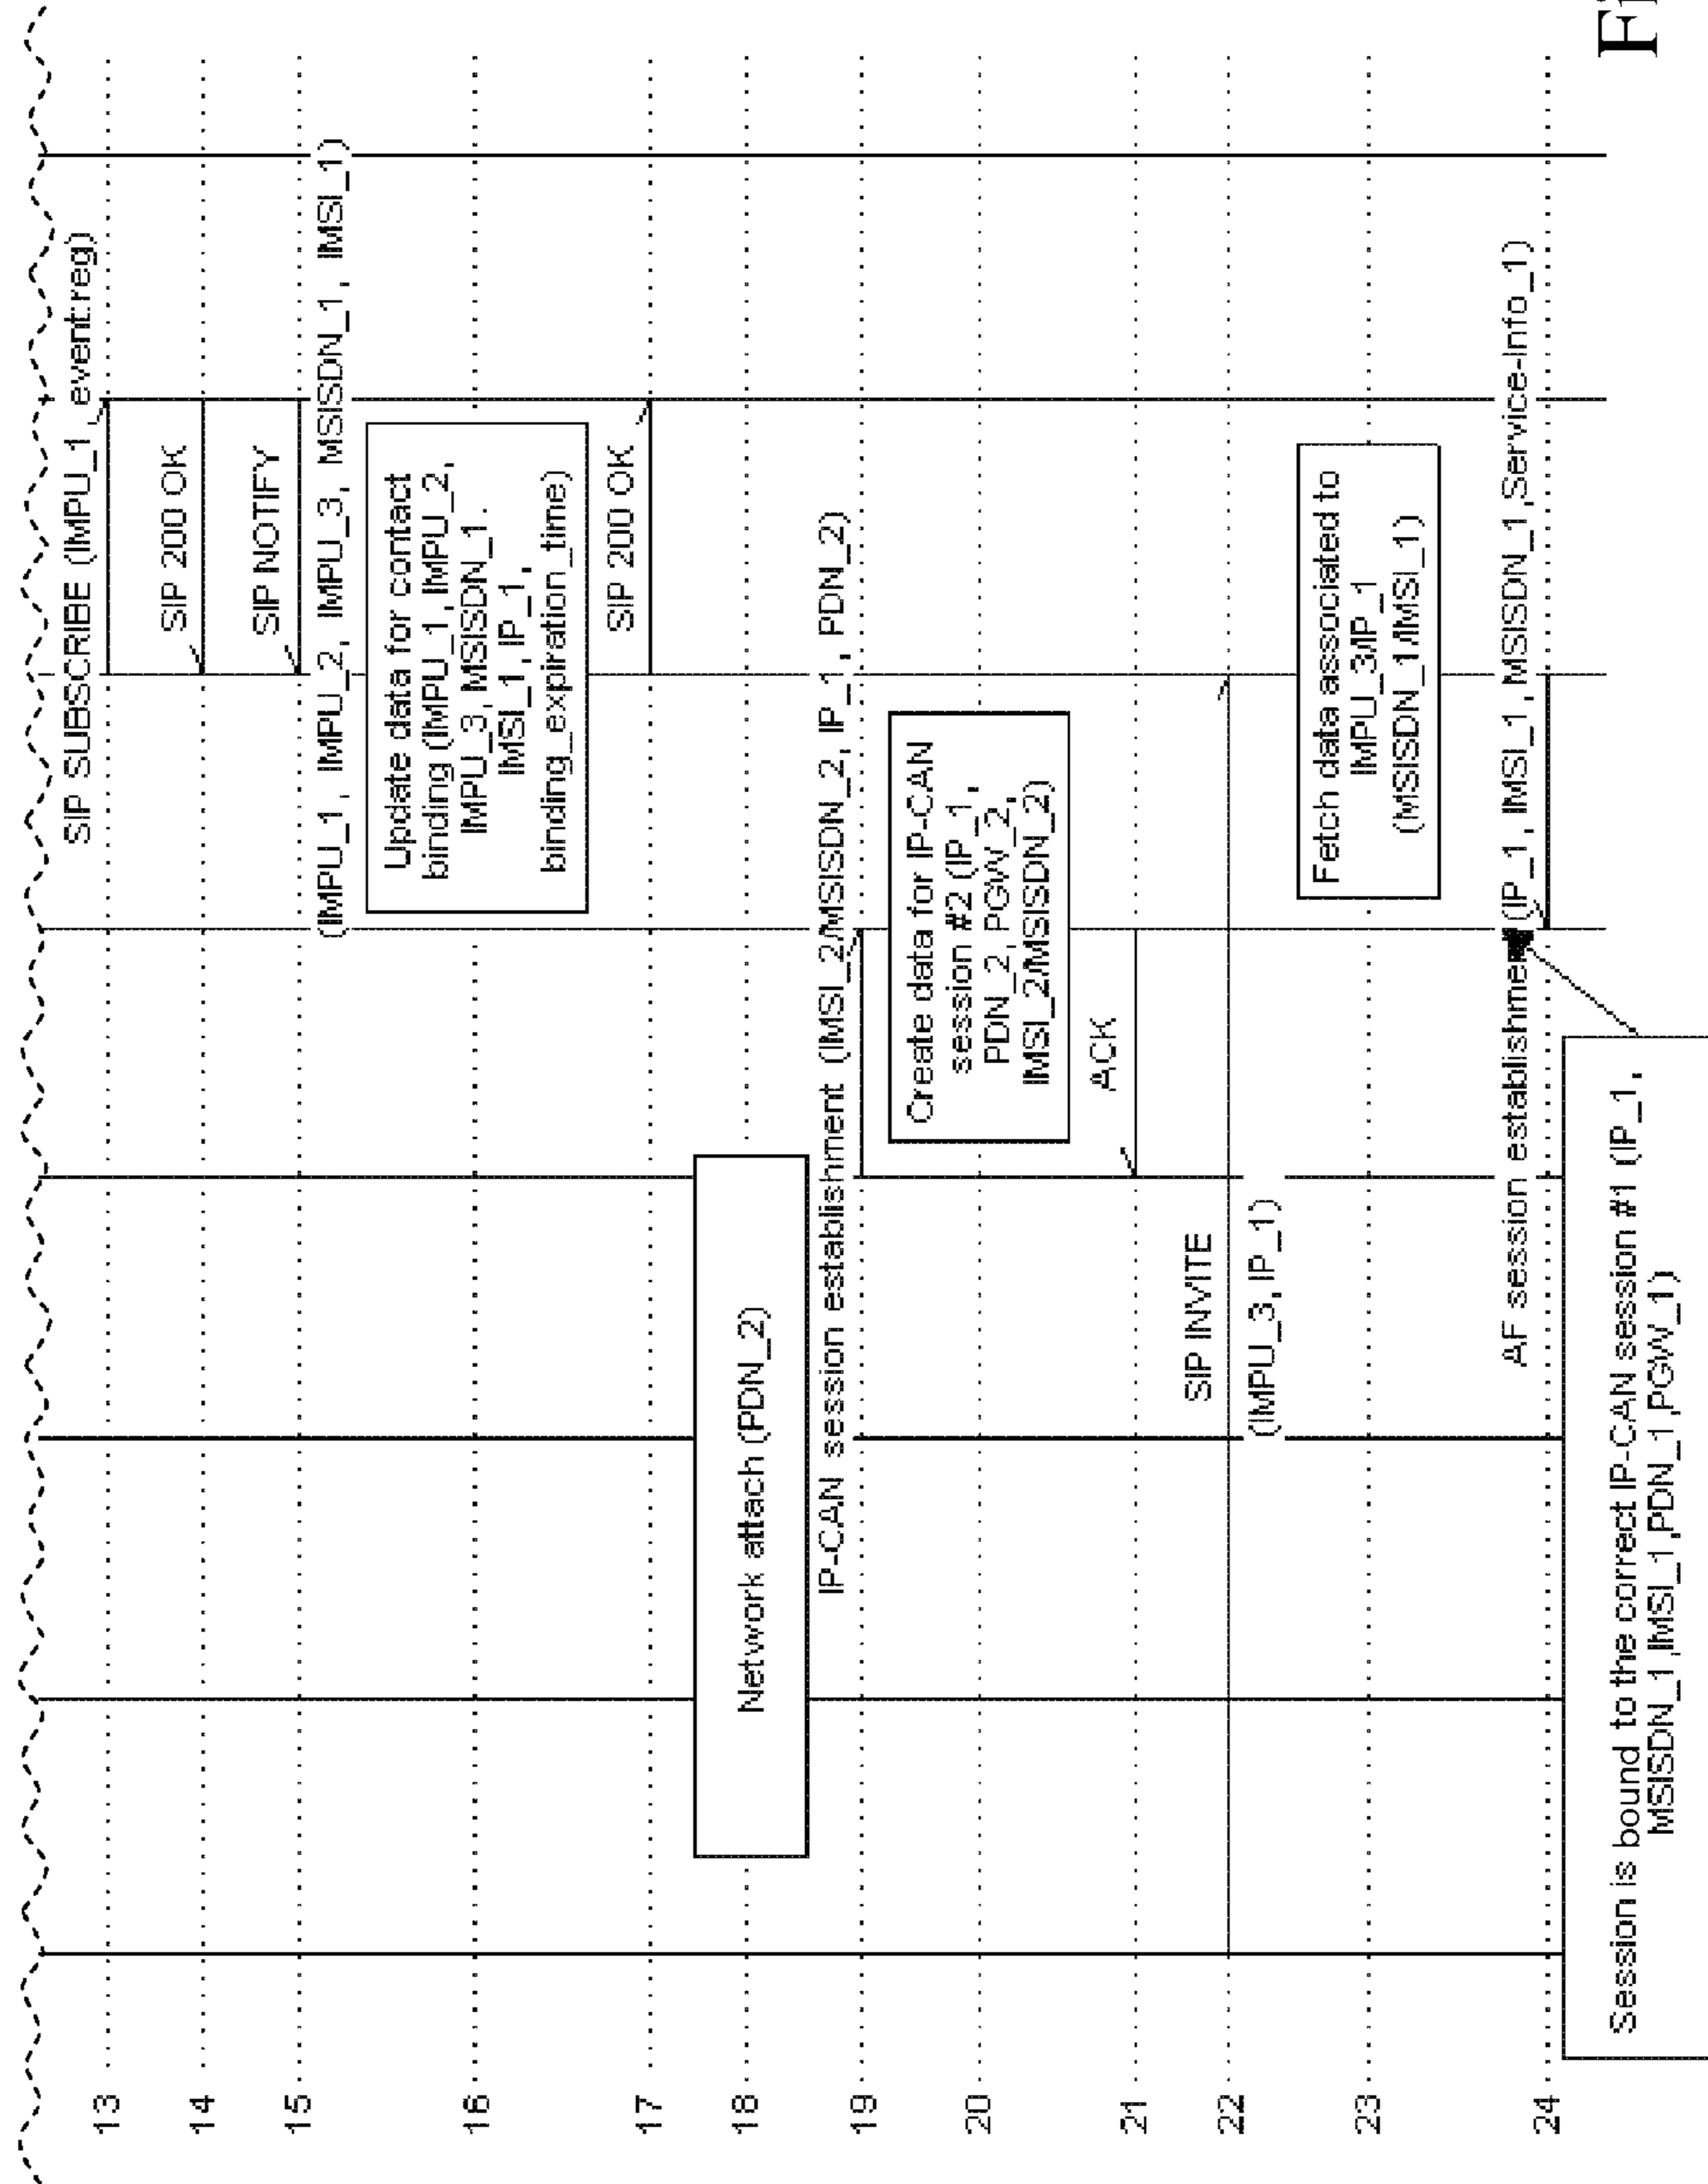 13
SIP SUBSCRIBE (IMPU_1, event:reg)
14
SIP 200 OK
15
SIP NOTIFY
(IMPU_1, IMPU_2, IMPU_3, MSISDN_1, IMSI_1)
16
Update data for contact
binding (IMPU_1, IMPU_2,
IMPU_3, MSISDN_1.
IMSI_1, IP_1,
binding_expiration_time)
17
SIP 200 OK
18
Network attach (PDN_2)
19
IP-CAN session establishment (IMSI_2/MSISDN_2, IP_1, PDN_2)
20
Create data for IP-CAN
session #2 (IP_1,
PDN_2, PGW_2,
IMSI_2/MSISDN_2)
21
ACK
22
SIP INVITE
(IMPU_3, IP_1)
23
Fetch data associated to
IMPU_3/IP_1
(MSISDN_1/IMSI_1)
24
AF session establishment (IP_1, IMSI_1, MSISDN_1, Service-Info_1)
Session is bound to the correct IP-CAN session #1 (IP_1,
MSISDN_1,IMSI_1,PDN_1,PGW_1)